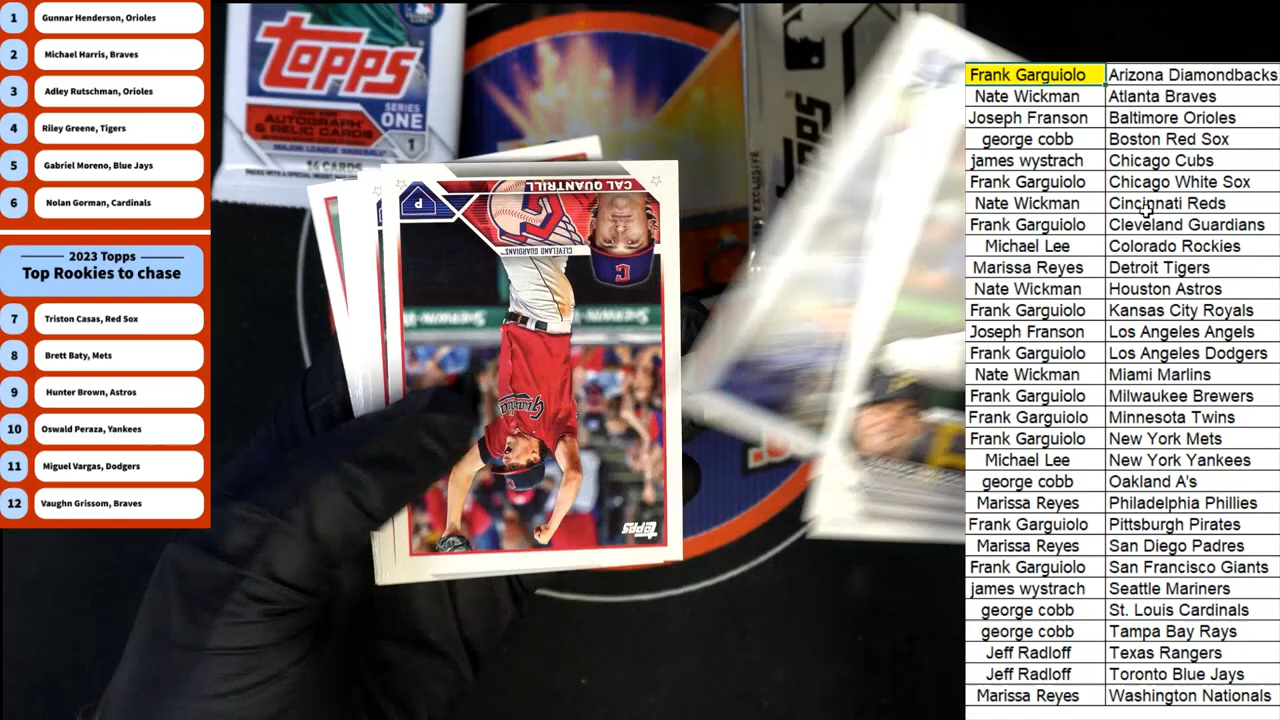 1 Gunnar Henderson, Orioles
2 Michael Harris, Braves
3 Adley Rutschman, Orioles
4 Riley Greene, Tigers
5 Gabriel Moreno, Blue Jays
6 Nolan Gorman, Cardinals
2023 Topps
Top Rookies to chase
7 Triston Casas, Red Sox
8 Brett Baty, Mets
9 Hunter Brown, Astros
10 Oswald Peraza, Yankees
11 Miguel Vargas, Dodgers
12 Vaughn Grissom, Braves
topps
SERIES
ONE
1
AUTOGRAPH
& RELIC CARDS
MAJOR LEAGUE BASEBALL
14 CARDS
EXCLUSIVE
CAL QUANTRILL
P
CLEVELAND GUARDIANS
C
Guardians
Topps
Frank Garguiolo Arizona Diamondbacks
Nate Wickman Atlanta Braves
Joseph Franson Baltimore Orioles
george cobb Boston Red Sox
james wystrach Chicago Cubs
Frank Garguiolo Chicago White Sox
Nate Wickman Cincinnati Reds
Frank Garguiolo Cleveland Guardians
Michael Lee Colorado Rockies
Marissa Reyes Detroit Tigers
Nate Wickman Houston Astros
Frank Garguiolo Kansas City Royals
Joseph Franson Los Angeles Angels
Frank Garguiolo Los Angeles Dodgers
Nate Wickman Miami Marlins
Frank Garguiolo Milwaukee Brewers
Frank Garguiolo Minnesota Twins
Frank Garguiolo New York Mets
Michael Lee New York Yankees
george cobb Oakland A's
Marissa Reyes Philadelphia Phillies
Frank Garguiolo Pittsburgh Pirates
Marissa Reyes San Diego Padres
Frank Garguiolo San Francisco Giants
james wystrach Seattle Mariners
george cobb St. Louis Cardinals
george cobb Tampa Bay Rays
Jeff Radloff Texas Rangers
Jeff Radloff Toronto Blue Jays
Marissa Reyes Washington Nationals